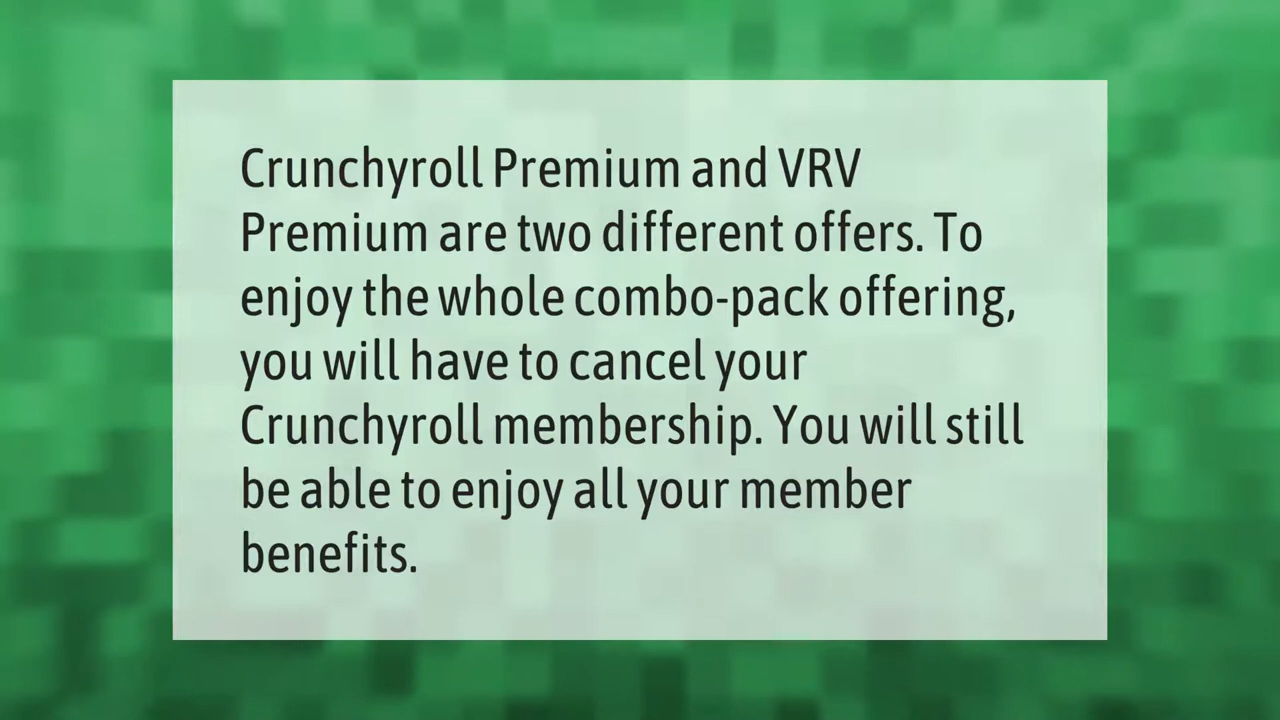 Crunchyroll Premium and VRV
Premium are two different offers. To
enjoy the whole combo-pack offering,
you will have to cancel your
Crunchyroll membership. You will still
be able to enjoy all your member
benefits.